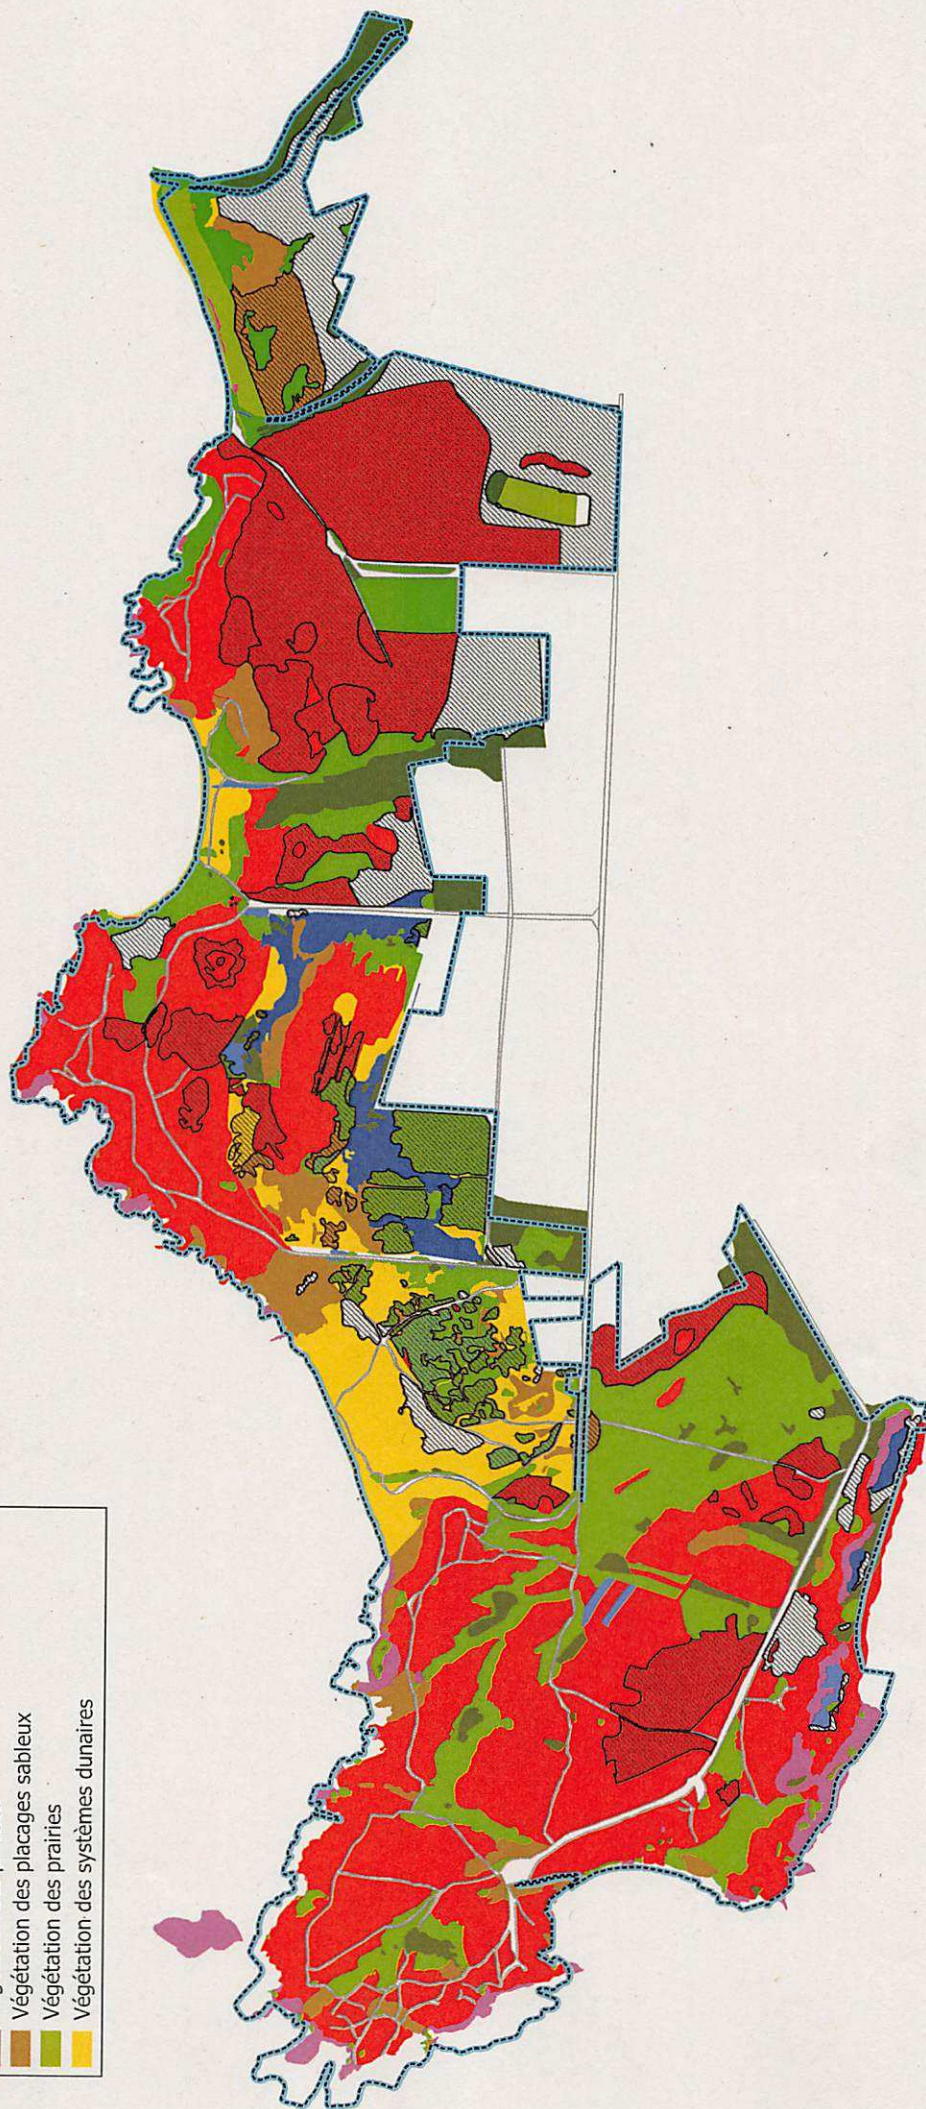 Végétation des placages sableux
Végétation des prairies
Végétation des systèmes dunaires